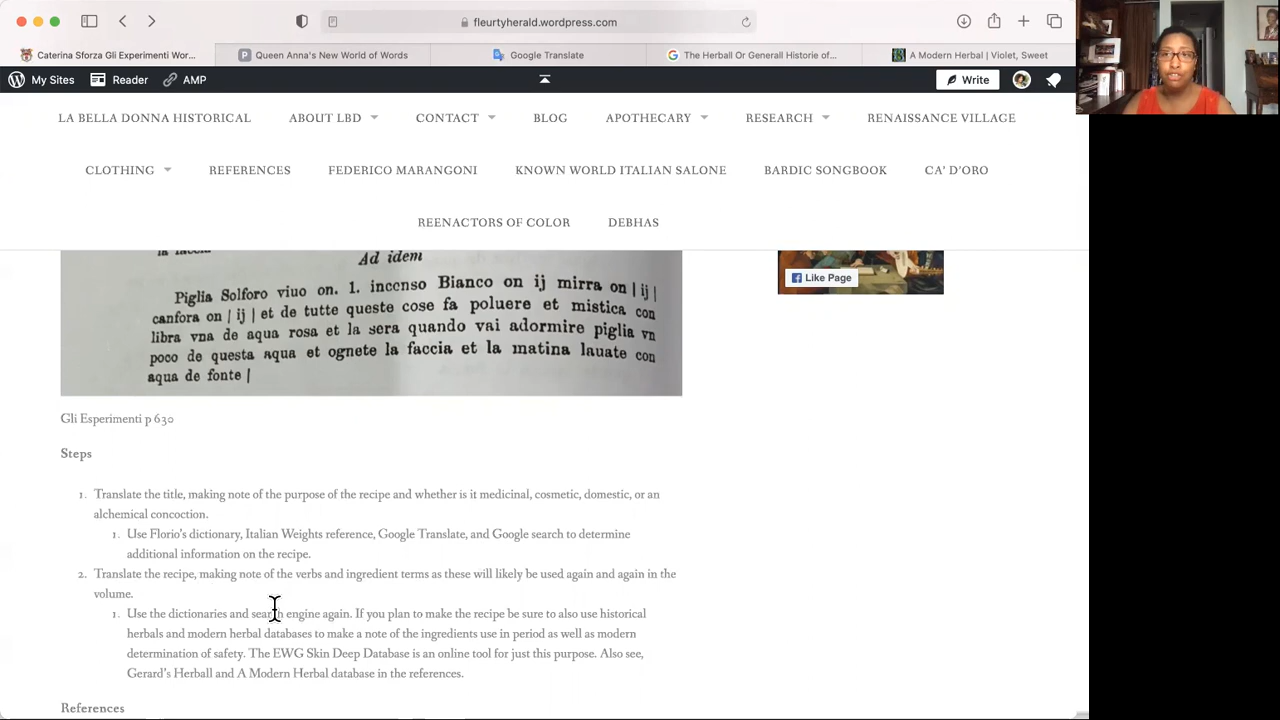 fleurtyherald.wordpress.com
Caterina Sforza Gli Experimenti Wor...
Queen Anna's New World of Words
Google Translate
The Herball Or Generall Historie of...
A Modern Herbal | Violet, Sweet
My Sites
Reader
AMP
Write
LA BELLA DONNA HISTORICAL
ABOUT LBD
CONTACT
BLOG
APOTHECARY
RESEARCH
RENAISSANCE VILLAGE
CLOTHING
REFERENCES
FEDERICO MARANGONI
KNOWN WORLD ITALIAN SALONE
BARDIC SONGBOOK
CA' D'ORO
REENACTORS OF COLOR
DEBHAS
Ad idem
Piglia Solforo viuo on. 1. incenso Bianco on ij mirra on | ij |
canfora on | ij | et de tutte queste cose fa poluere et mistica con
libra vna de aqua rosa et la sera quando vai adormire piglia vn
poco de questa aqua et ognete la faccia et la matina lauate con
aqua de fonte |
Like Page
Gli Esperimenti p 630
Steps
1. Translate the title, making note of the purpose of the recipe and whether is it medicinal, cosmetic, domestic, or an
alchemical concoction.
1. Use Florio's dictionary, Italian Weights reference, Google Translate, and Google search to determine
additional information on the recipe.
2. Translate the recipe, making note of the verbs and ingredient terms as these will likely be used again and again in the
volume.
1. Use the dictionaries and search engine again. If you plan to make the recipe be sure to also use historical
herbals and modern herbal databases to make a note of the ingredients use in period as well as modern
determination of safety. The EWG Skin Deep Database is an online tool for just this purpose. Also see,
Gerard's Herball and A Modern Herbal database in the references.
References